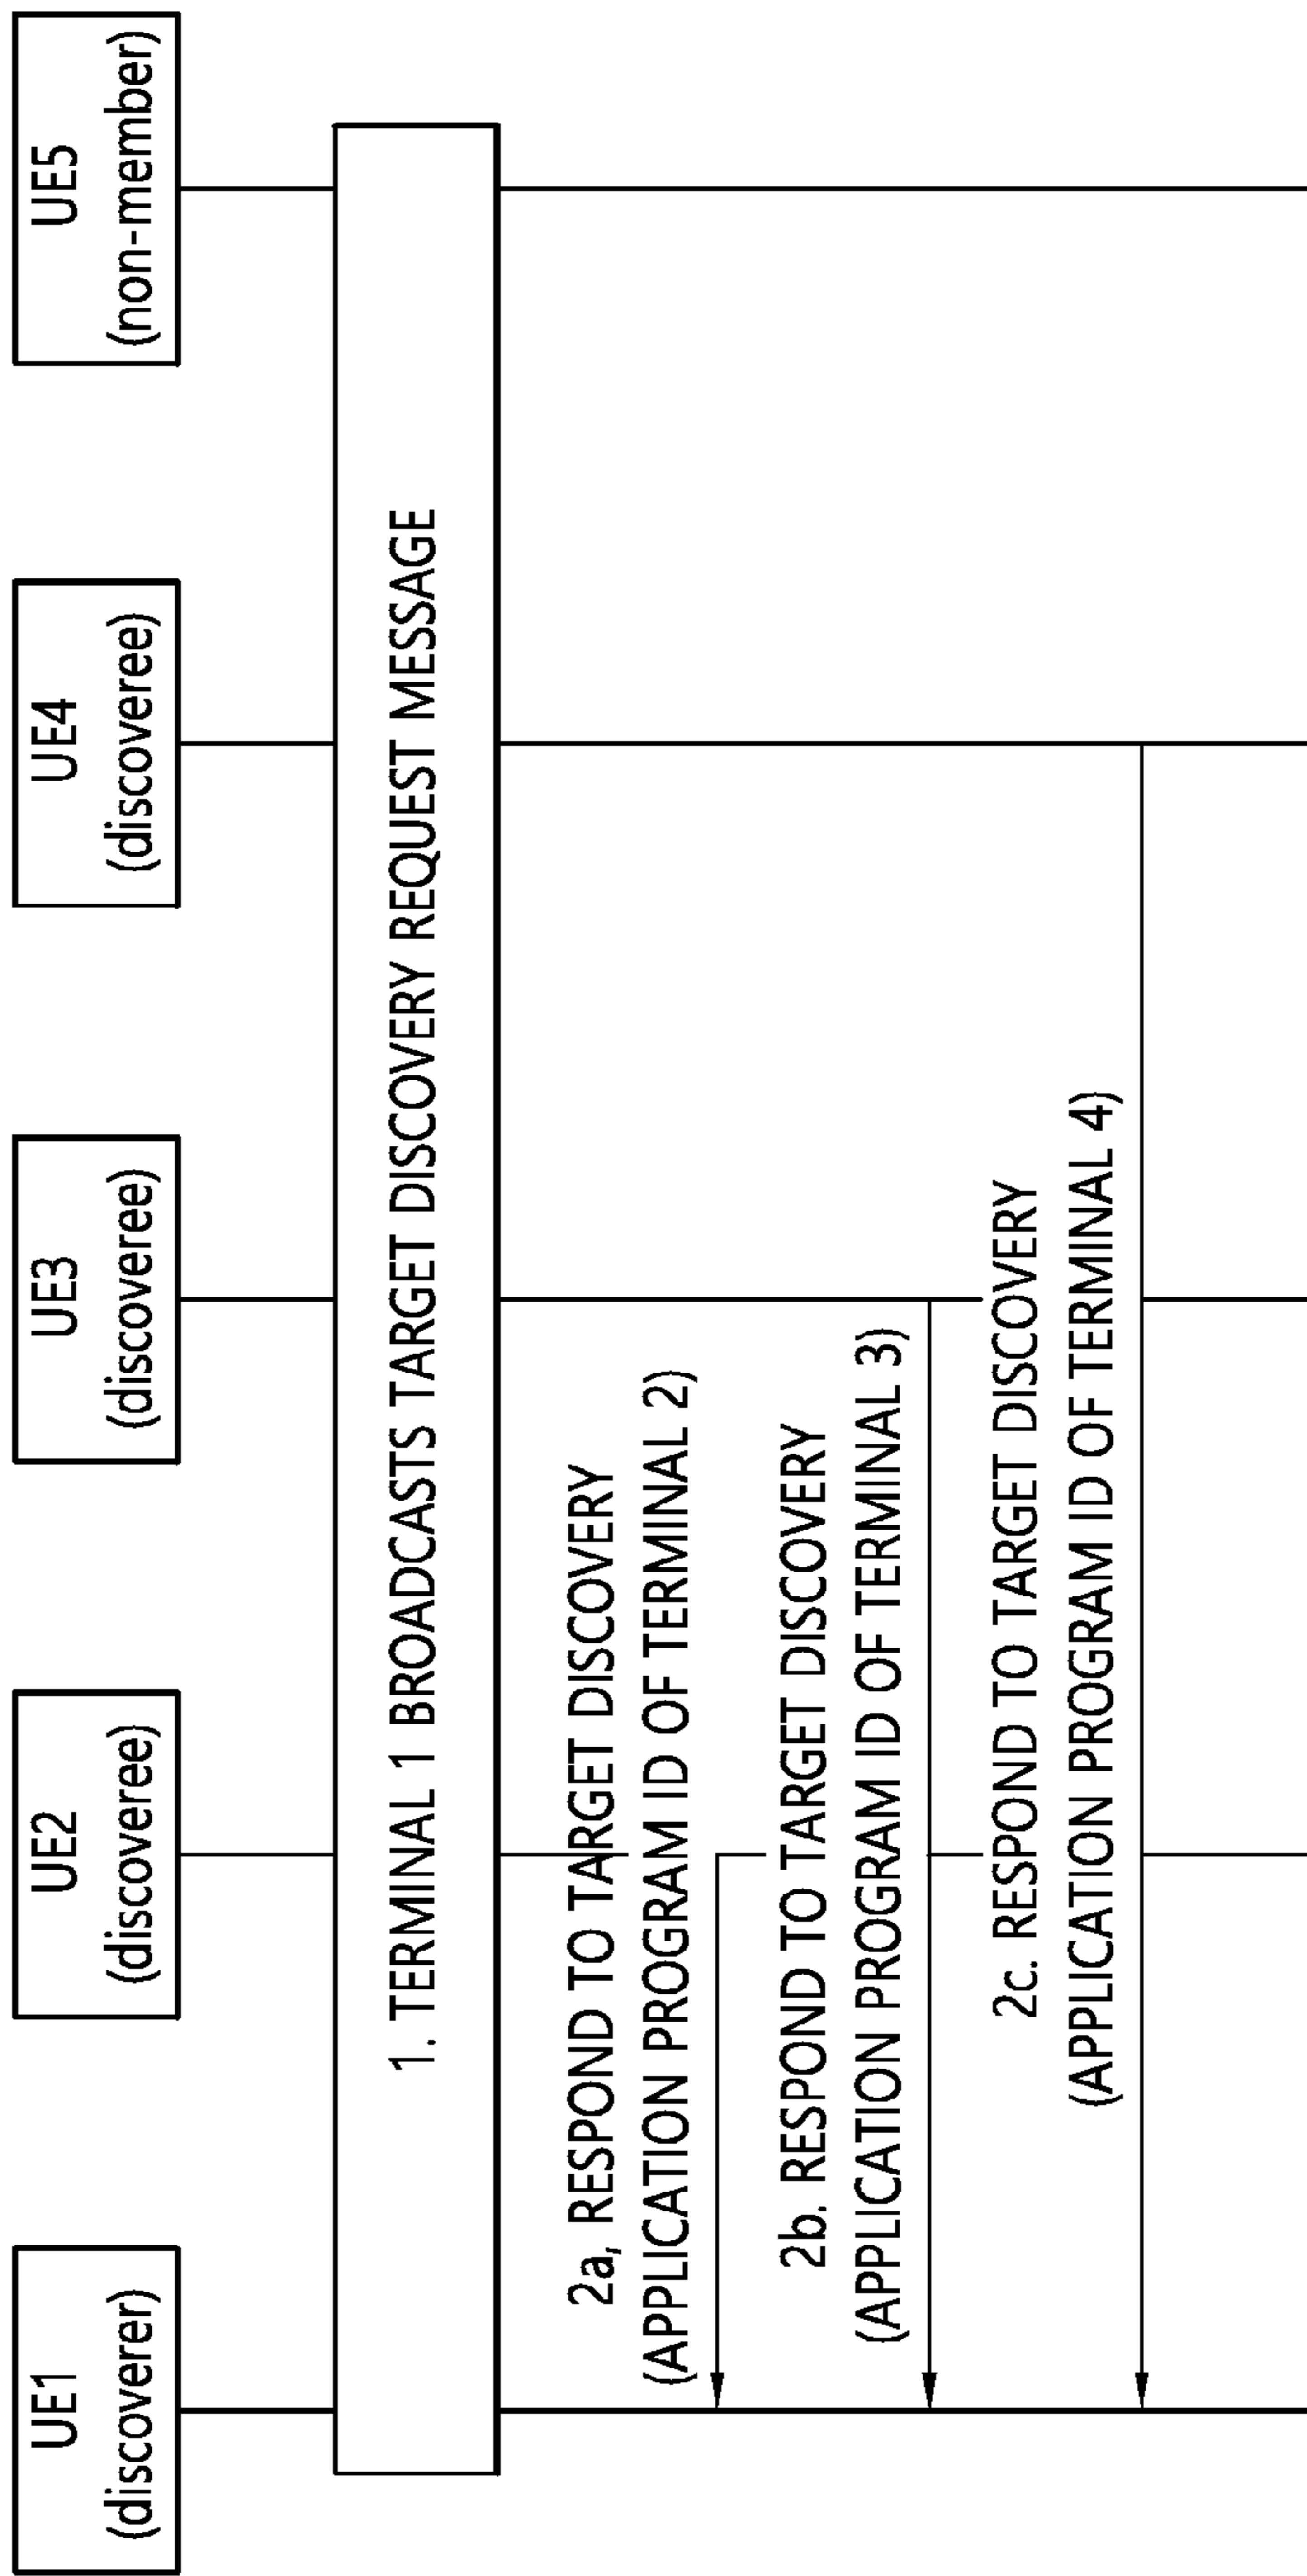 UE1
(discoverer)
UE2
(discoveree)
UE3
(discoveree)
UE4
(discoveree)
UE5
(non-member)
1. TERMINAL 1 BROADCASTS TARGET DISCOVERY REQUEST MESSAGE
2a, RESPOND TO TARGET DISCOVERY
(APPLICATION PROGRAM ID OF TERMINAL 2)
2b. RESPOND TO TARGET DISCOVERY
(APPLICATION PROGRAM ID OF TERMINAL 3)
2c. RESPOND TO TARGET DISCOVERY
(APPLICATION PROGRAM ID OF TERMINAL 4)